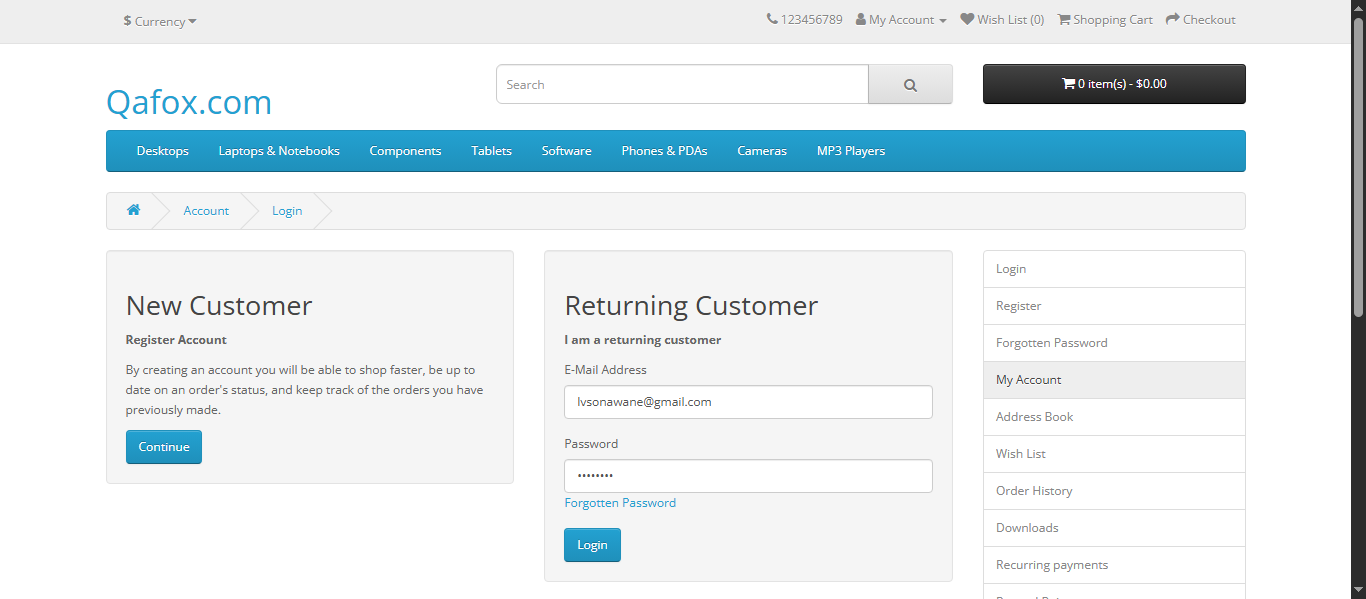 $ Currency
123456789 My Account Wish List (0) Shopping Cart Checkout
Qafox.com
Search
0 item(s) - $0.00
Desktops Laptops & Notebooks Components Tablets Software Phones & PDAs Cameras MP3 Players
Account Login
New Customer
Register Account
By creating an account you will be able to shop faster, be up to
date on an order's status, and keep track of the orders you have
previously made.
Continue
Returning Customer
I am a returning customer
E-Mail Address
lvsonawane@gmail.com
Password
••••••••
Forgotten Password
Login
Login
Register
Forgotten Password
My Account
Address Book
Wish List
Order History
Downloads
Recurring payments